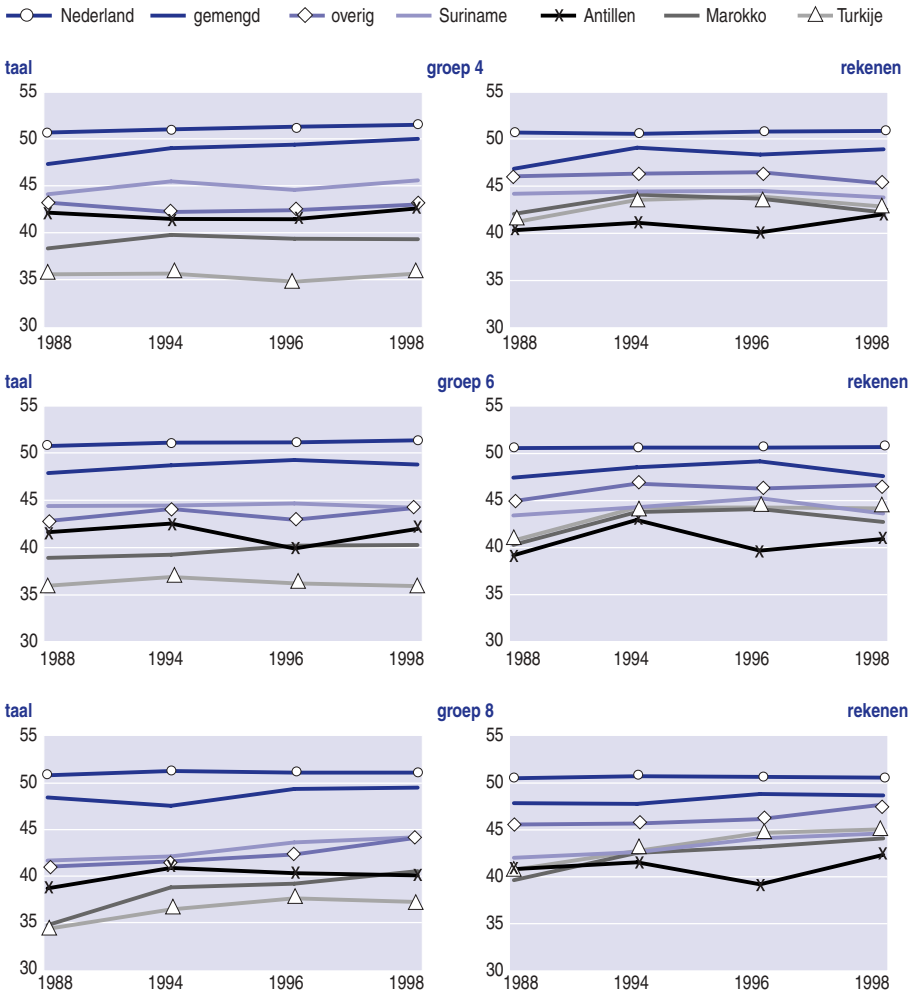 Nederland gemengd overig Suriname Antillen Marokko Turkije
taal groep 4 rekenen
55 55
50 50
45 45
40 40
35 35
30 30
1988 1994 1996 1998 1988 1994 1996 1998
taal groep 6 rekenen
55 55
50 50
45 45
40 40
35 35
30 30
1988 1994 1996 1998 1988 1994 1996 1998
taal groep 8 rekenen
55 55
50 50
45 45
40 40
35 35
30 30
1988 1994 1996 1998 1988 1994 1996 1998